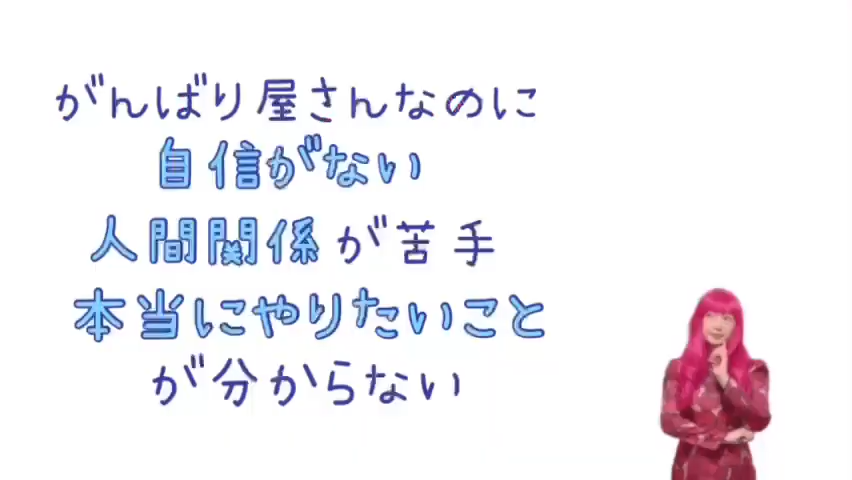 がんばり屋さんなのに
自信がない
人間関係が苦手
本当にやりたいこと
が分からない